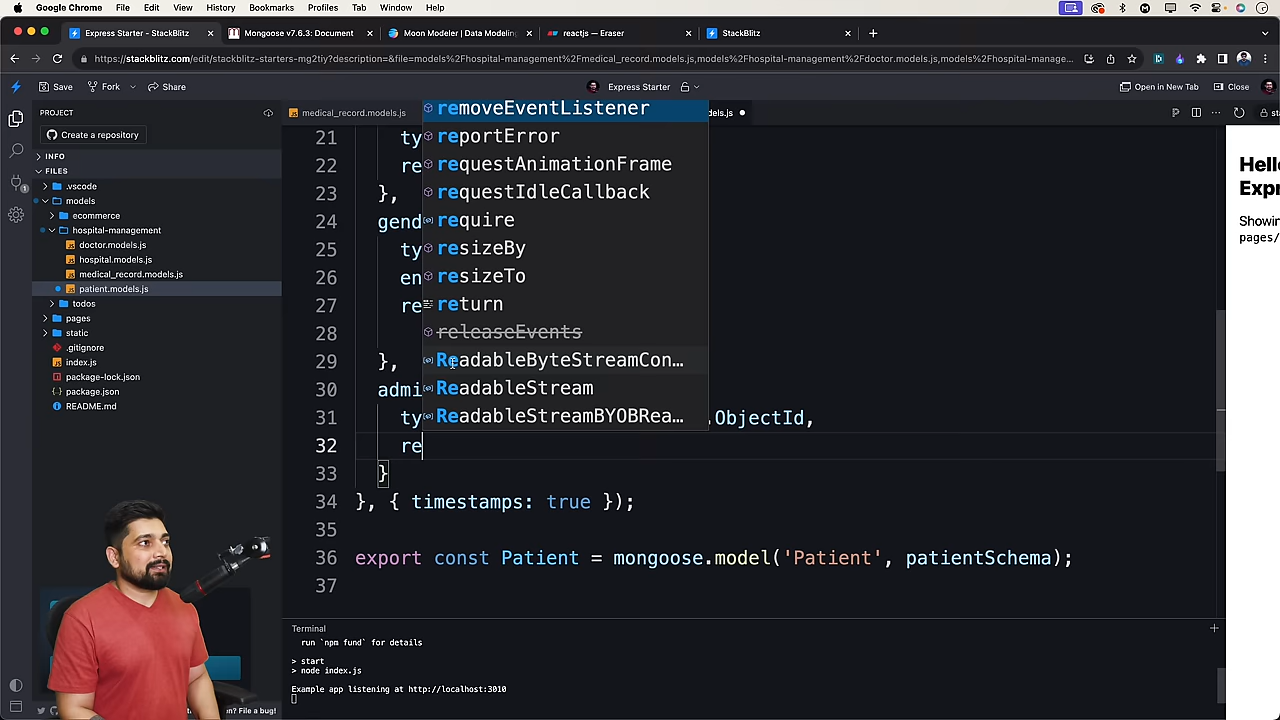 Google Chrome File Edit View History Bookmarks Profiles Tab Window Help
Express Starter - StackBlitz
Mongoose v7.6.3: Document
Moon Modeler | Data Modeling
reactjs — Eraser
StackBlitz
https://stackblitz.com/edit/stackblitz-starters-mg2tiy?description=&file=models%2Fhospital-management%2Fmedical_record.models.js,models%2Fhospital-management%2Fdoctor.models.js,models%2Fhospital-manage...
Save Fork Share
Express Starter
Open in New Tab Close
PROJECT
Create a repository
INFO
FILES
.vscode
models
ecommerce
hospital-management
doctor.models.js
hospital.models.js
medical_record.models.js
patient.models.js
todos
pages
static
.gitignore
index.js
package-lock.json
package.json
README.md
medical_record.models.js
ls.js
21 ty
22 re
23 },
24 gend
25 ty
26 en
27 re
28
29 },
30 admi
31 ty .ObjectId,
32 re
33 }
34 }, { timestamps: true });
35
36 export const Patient = mongoose.model('Patient', patientSchema);
37
removeEventListener
reportError
requestAnimationFrame
requestIdleCallback
require
resizeBy
resizeTo
return
releaseEvents
ReadableByteStreamCon…
ReadableStream
ReadableStreamBYOBRea…
Terminal
run `npm fund` for details
> start
> node index.js
Example app listening at http://localhost:3010
file a bug!
Hello
Expr
Showin
pages/